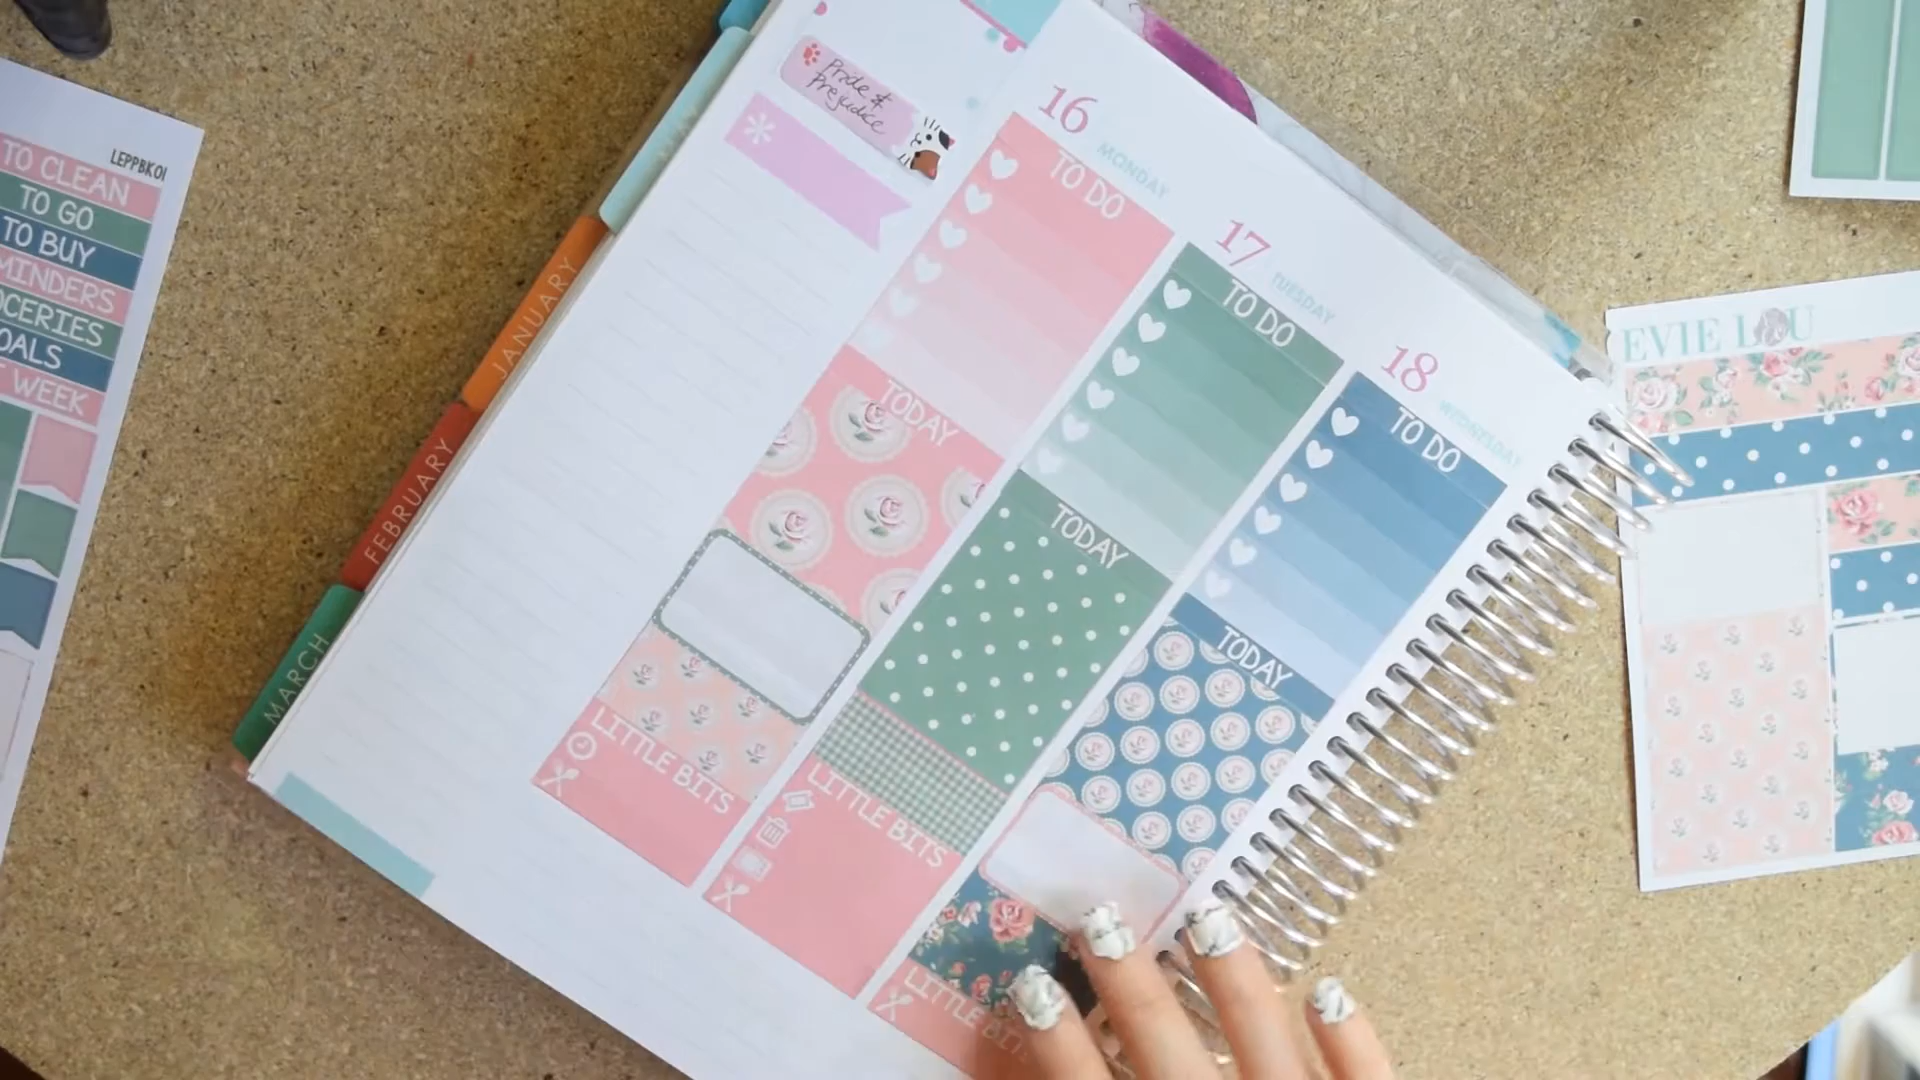 LEPPBK01
TO CLEAN
TO GO
TO BUY
MINDERS
OCERIES
OALS
WEEK
JANUARY
FEBRUARY
MARCH
Pride &
Prejudice
16
MONDAY
TO DO
TODAY
LITTLE BITS
17
TUESDAY
TO DO
TODAY
LITTLE BITS
18
WEDNESDAY
TO DO
TODAY
LITTLE BITS
EVIE LOU